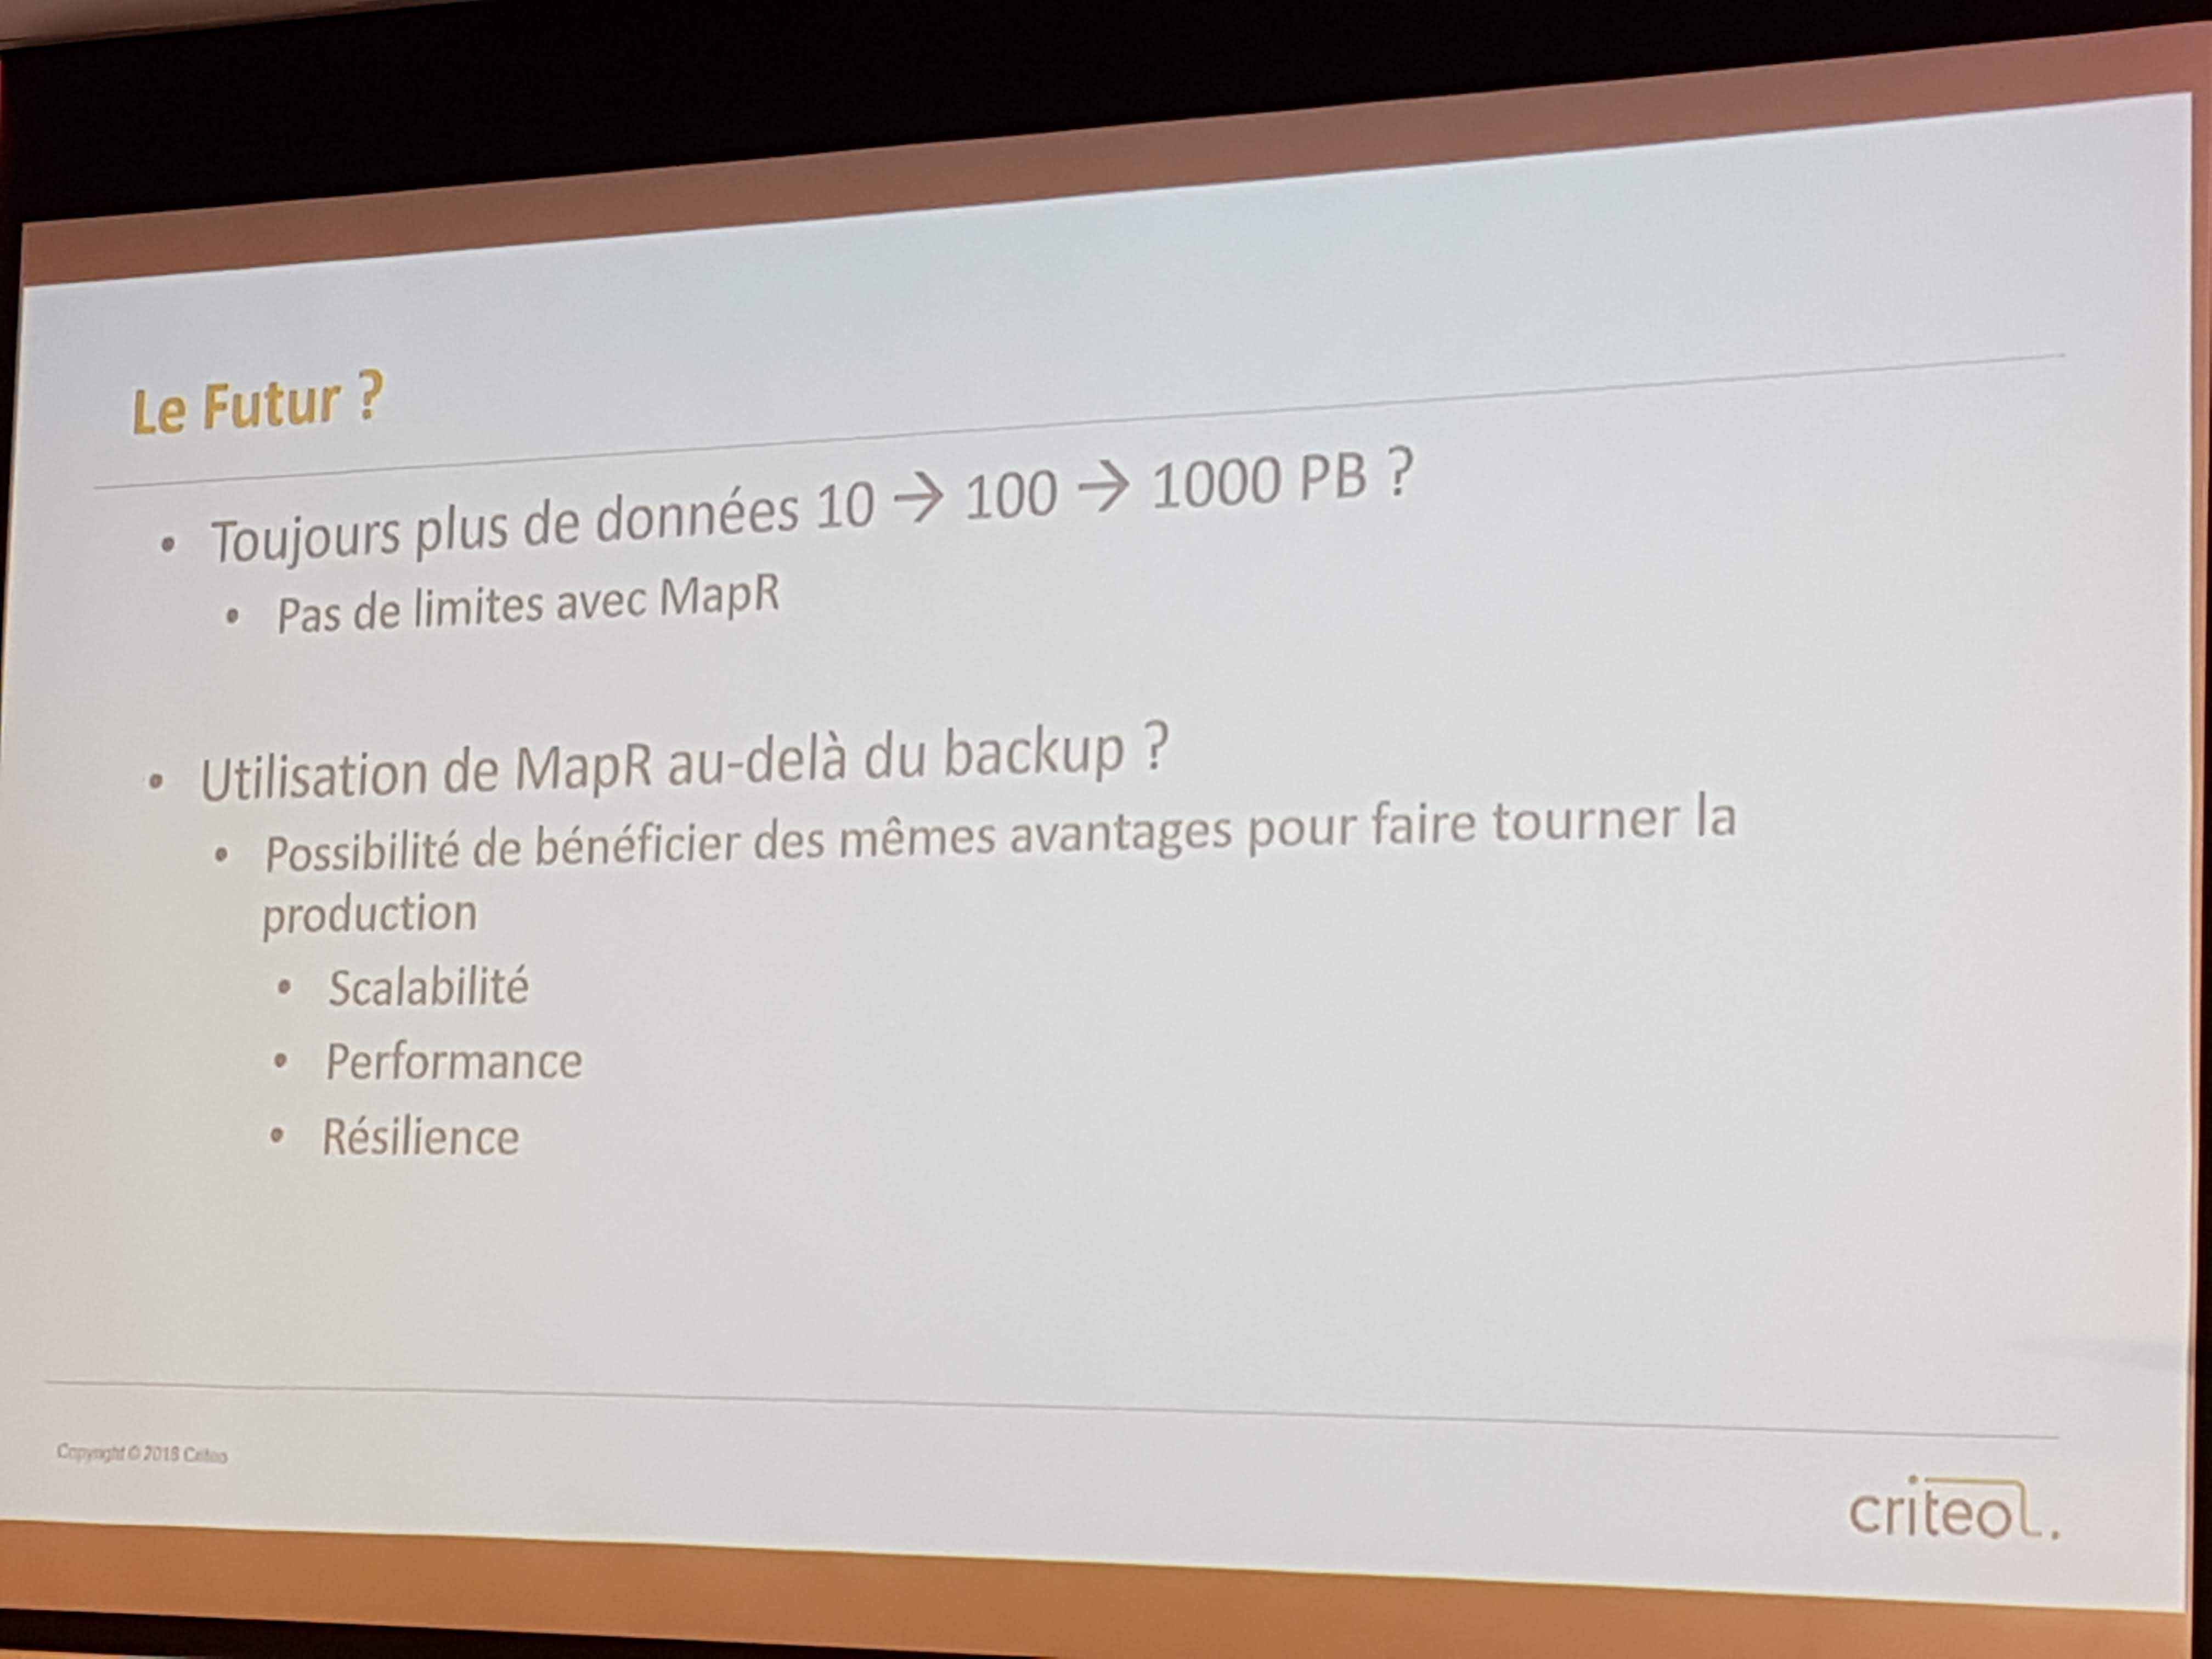 Le Futur ?
• Toujours plus de données 10 → 100 → 1000 PB ?
• Pas de limites avec MapR
• Utilisation de MapR au-delà du backup ?
• Possibilité de bénéficier des mêmes avantages pour faire tourner la
production
• Scalabilité
• Performance
• Résilience
Copyright © 2018 Criteo
criteol.